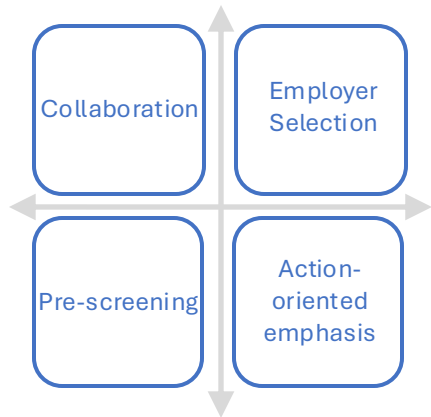 Collaboration
Employer
Selection
Pre-screening
Action-
oriented
emphasis